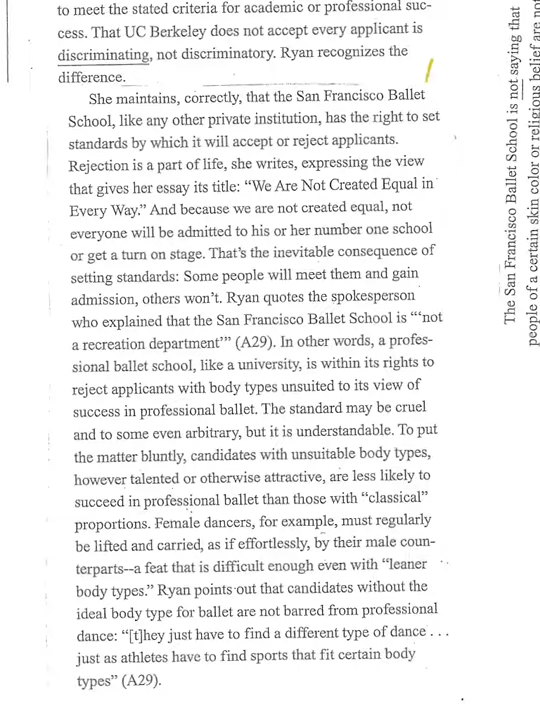 to meet the stated criteria for academic or professional suc-
cess. That UC Berkeley does not accept every applicant is
discriminating, not discriminatory. Ryan recognizes the
difference.
She maintains, correctly, that the San Francisco Ballet
School, like any other private institution, has the right to set
standards by which it will accept or reject applicants.
Rejection is a part of life, she writes, expressing the view
that gives her essay its title: “We Are Not Created Equal in
Every Way.” And because we are not created equal, not
everyone will be admitted to his or her number one school
or get a turn on stage. That’s the inevitable consequence of
setting standards: Some people will meet them and gain
admission, others won’t. Ryan quotes the spokesperson
who explained that the San Francisco Ballet School is “‘not
a recreation department’” (A29). In other words, a profes-
sional ballet school, like a university, is within its rights to
reject applicants with body types unsuited to its view of
success in professional ballet. The standard may be cruel
and to some even arbitrary, but it is understandable. To put
the matter bluntly, candidates with unsuitable body types,
however talented or otherwise attractive, are less likely to
succeed in professional ballet than those with “classical”
proportions. Female dancers, for example, must regularly
be lifted and carried, as if effortlessly, by their male coun-
terparts--a feat that is difficult enough even with “leaner
body types.” Ryan points out that candidates without the
ideal body type for ballet are not barred from professional
dance: “[t]hey just have to find a different type of dance . . .
just as athletes have to find sports that fit certain body
types” (A29).
The San Francisco Ballet School is not saying that
people of a certain skin color or religious belief are not